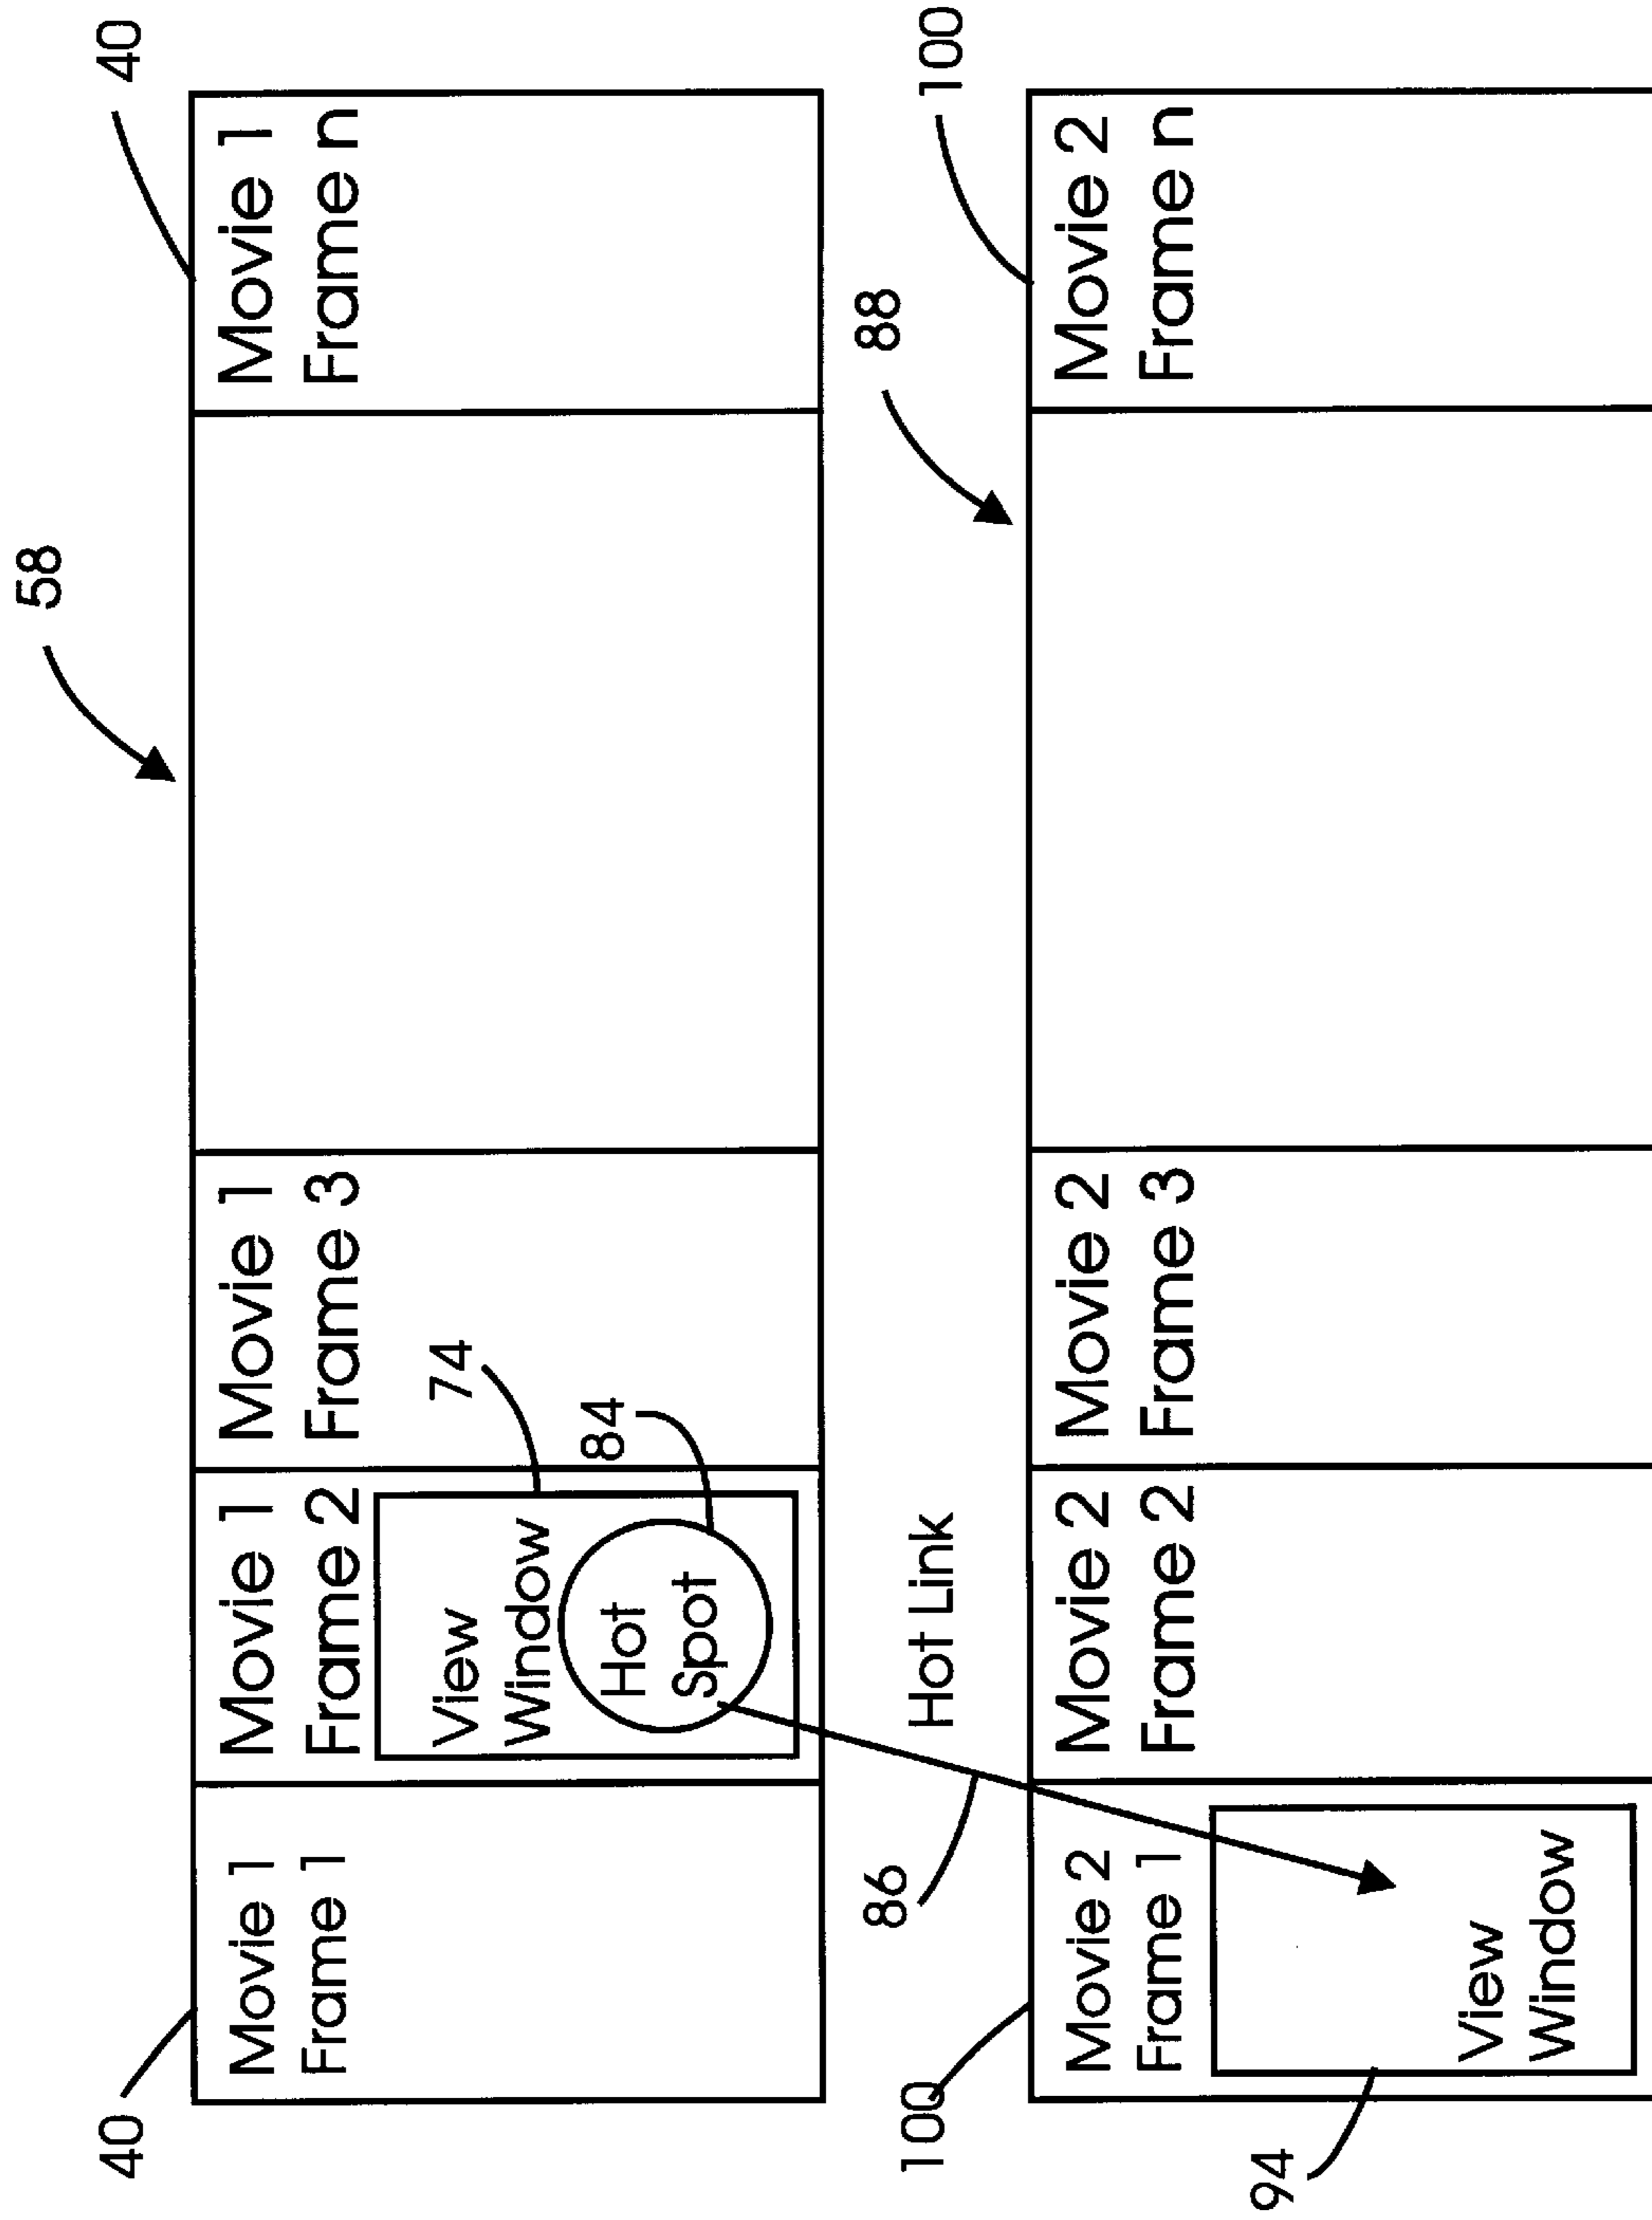 58
40
40
Movie 1
Frame 1
Movie 1
Frame 2
Movie 1
Frame 3
Movie 1
Frame n
74
View
Window
84
Hot
Spot
86
Hot Link
88
100
100
Movie 2
Frame 1
Movie 2
Frame 2
Movie 2
Frame 3
Movie 2
Frame n
94
View
Window